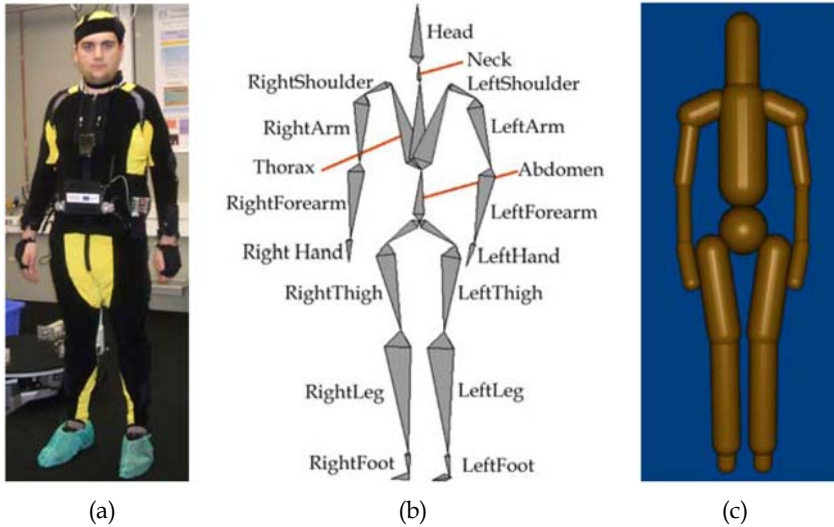 Head
Neck
RightShoulder
LeftShoulder
RightArm
LeftArm
Thorax
Abdomen
RightForearm
LeftForearm
Right Hand
LeftHand
RightThigh
LeftThigh
RightLeg
LeftLeg
RightFoot
LeftFoot
(a) (b) (c)